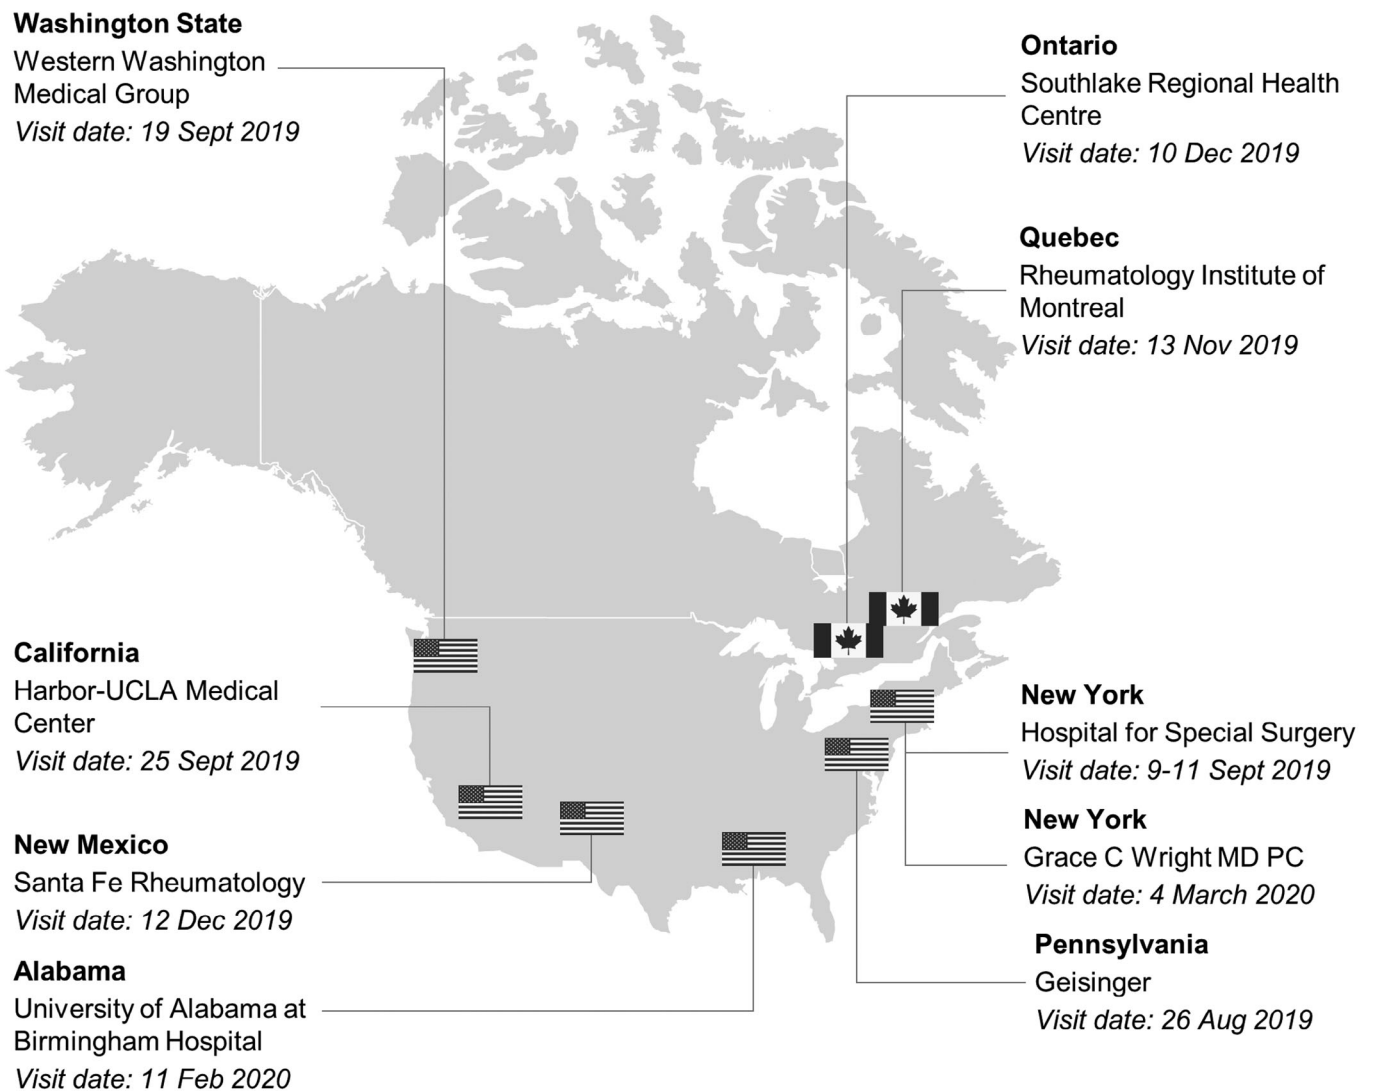 Washington State
Western Washington
Medical Group
Visit date: 19 Sept 2019
California
Harbor-UCLA Medical
Center
Visit date: 25 Sept 2019
New Mexico
Santa Fe Rheumatology
Visit date: 12 Dec 2019
Alabama
University of Alabama at
Birmingham Hospital
Visit date: 11 Feb 2020
Ontario
Southlake Regional Health
Centre
Visit date: 10 Dec 2019
Quebec
Rheumatology Institute of
Montreal
Visit date: 13 Nov 2019
New York
Hospital for Special Surgery
Visit date: 9-11 Sept 2019
New York
Grace C Wright MD PC
Visit date: 4 March 2020
Pennsylvania
Geisinger
Visit date: 26 Aug 2019